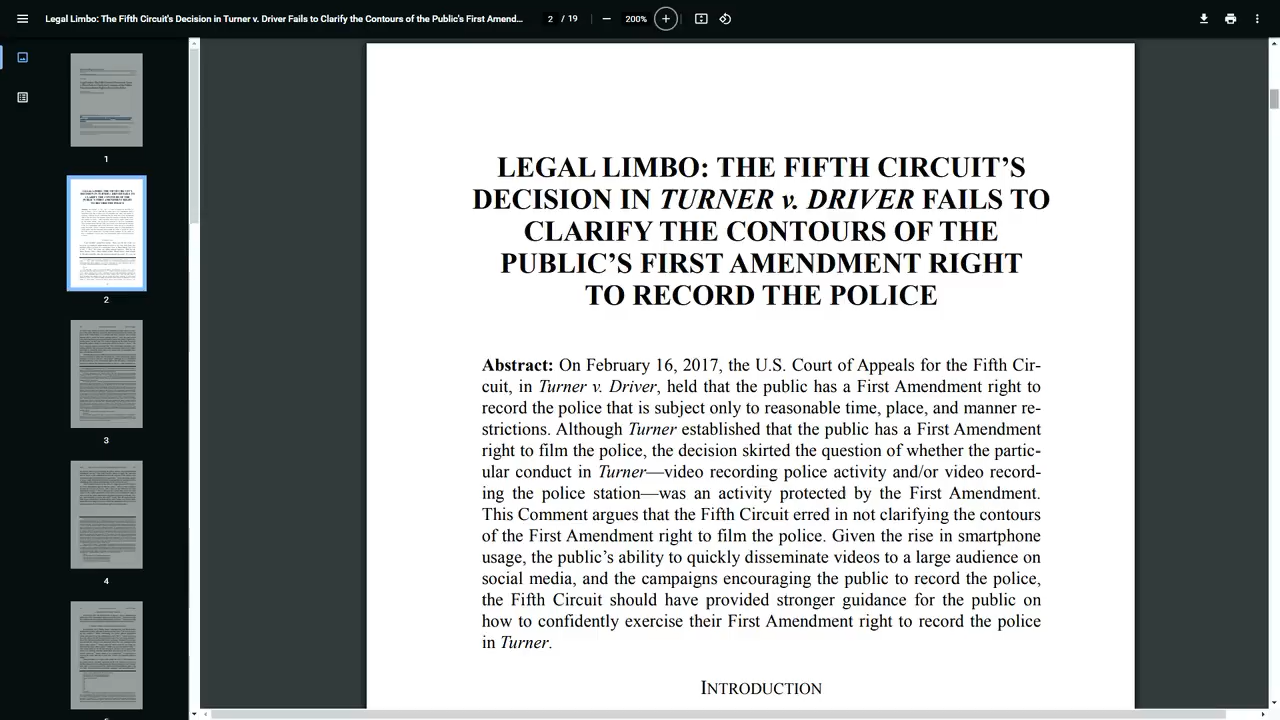 Legal Limbo: The Fifth Circuit's Decision in Turner v. Driver Fails to Clarify the Contours of the Public's First Amend...
2 / 19
200%
1
2
3
4
LEGAL LIMBO: THE FIFTH CIRCUIT'S
DECISION IN TURNER v. DRIVER FAILS TO
CLARIFY THE CONTOURS OF THE
IC'S FIRST AMENDMENT RIGHT
TO RECORD THE POLICE
Abstract: On February 16, 2017, the U.S. Court of Appeals for the Fifth Cir-
cuit in Turner v. Driver, held that the public has a First Amendment right to
record the police that is subject only to reasonable time, place, and manner re-
strictions. Although Turner established that the public has a First Amendment
right to film the police, the decision skirted the question of whether the partic-
ular conduct in Turner—video recording police activity and/or video record-
ing the police station—was an activity protected by the First Amendment.
This Comment argues that the Fifth Circuit erred in not clarifying the contours
of the First Amendment right to film the police. Given the rise in smartphone
usage, the public's ability to quickly disseminate videos to a large audience on
social media, and the campaigns encouraging the public to record the police,
the Fifth Circuit should have provided stronger guidance for the public on
how to confidently exercise their First Amendment right to record the police
in Turner.
INTRODUCTION